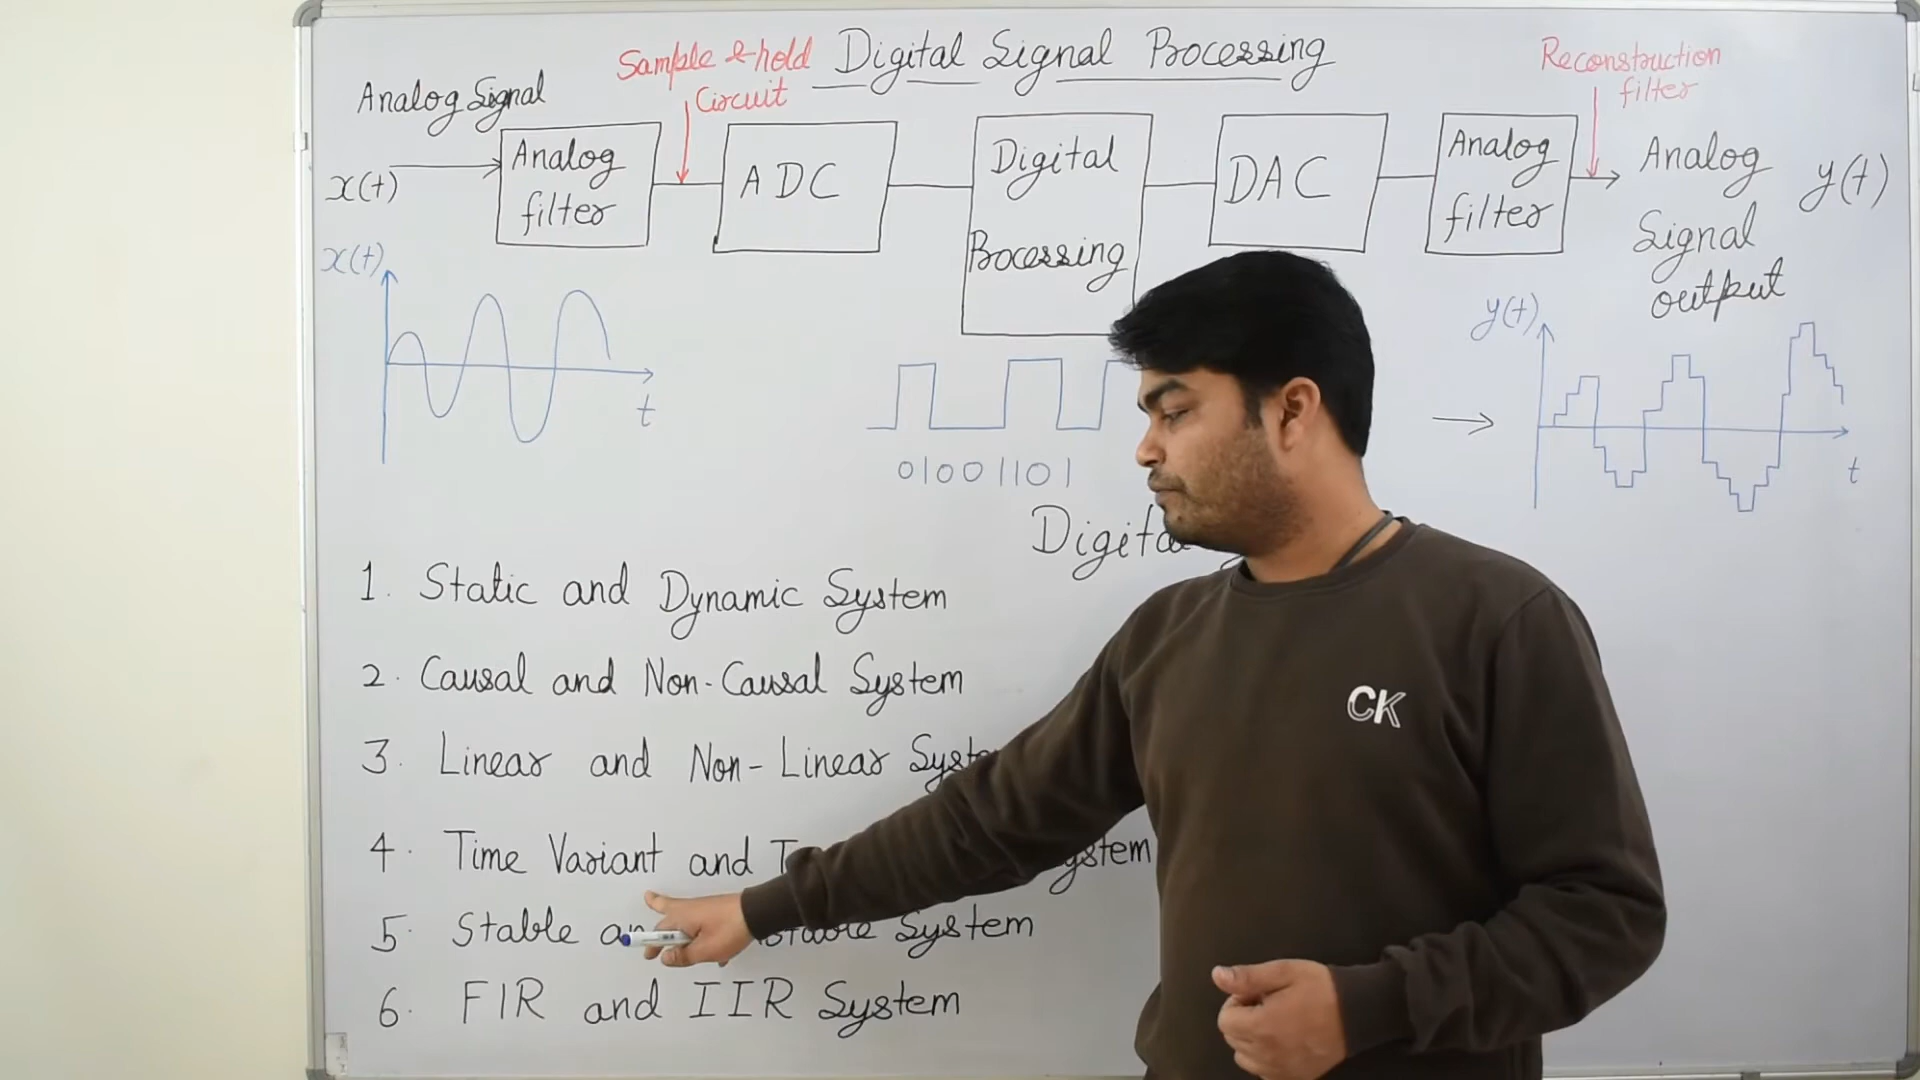 Digital Signal Processing
Sample & hold
Circuit
Reconstruction
filter
Analog Signal
x(t)
Analog
filter
ADC
Digital
Processing
DAC
Analog
filter
Analog
Signal
output
y(t)
x(t)
t
01001101
y(t)
t
1. Static and Dynamic System
2. Causal and Non-Causal System
3. Linear and Non-Linear
4. Time Variant and
5. Stable System
6. FIR and IIR System
CK